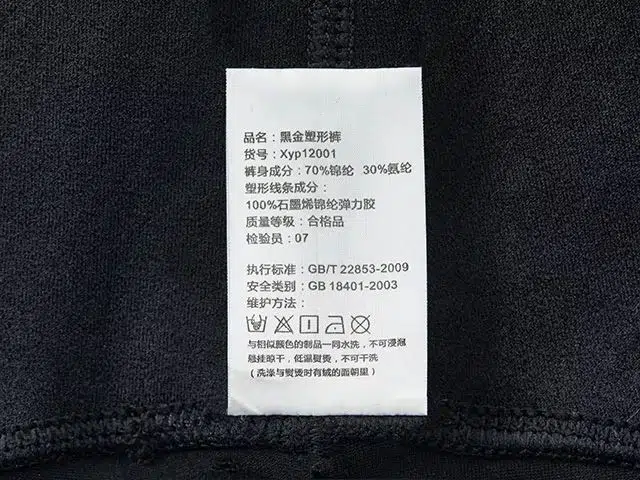 品名：黑金塑形裤
货号：Xyp12001
裤身成分：70%锦纶 30%氨纶
塑形线条成分：
100%石墨烯锦纶弹力胶
质量等级：合格品
检验员：07
执行标准：GB/T 22853-2009
安全类别：GB 18401-2003
维护方法：
与相似颜色的制品一同水洗，不可浸泡
悬挂晾干，低温熨烫，不可干洗
（洗涤与熨烫时有绒的面朝里）